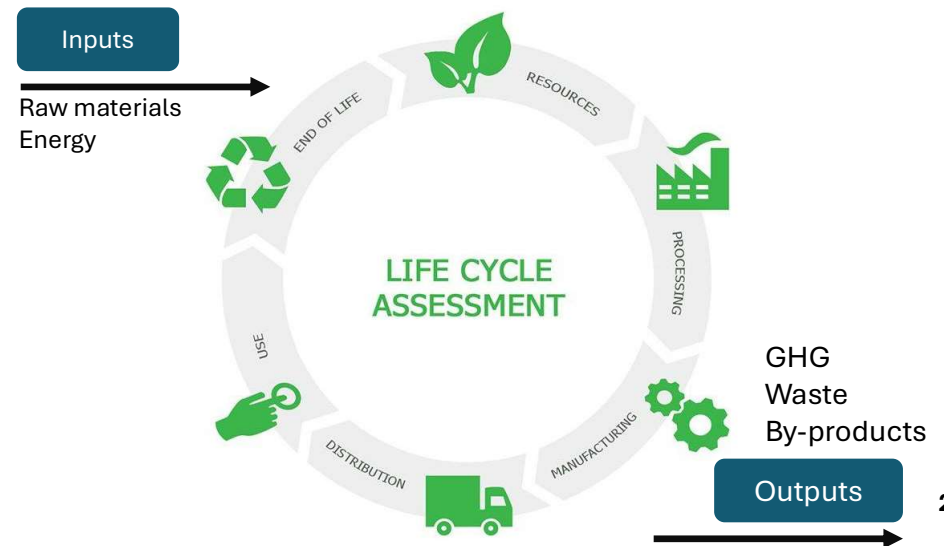 Inputs
Raw materials
Energy
END OF LIFE
RESOURCES
PROCESSING
MANUFACTURING
DISTRIBUTION
USE
LIFE CYCLE
ASSESSMENT
GHG
Waste
By-products
Outputs
2